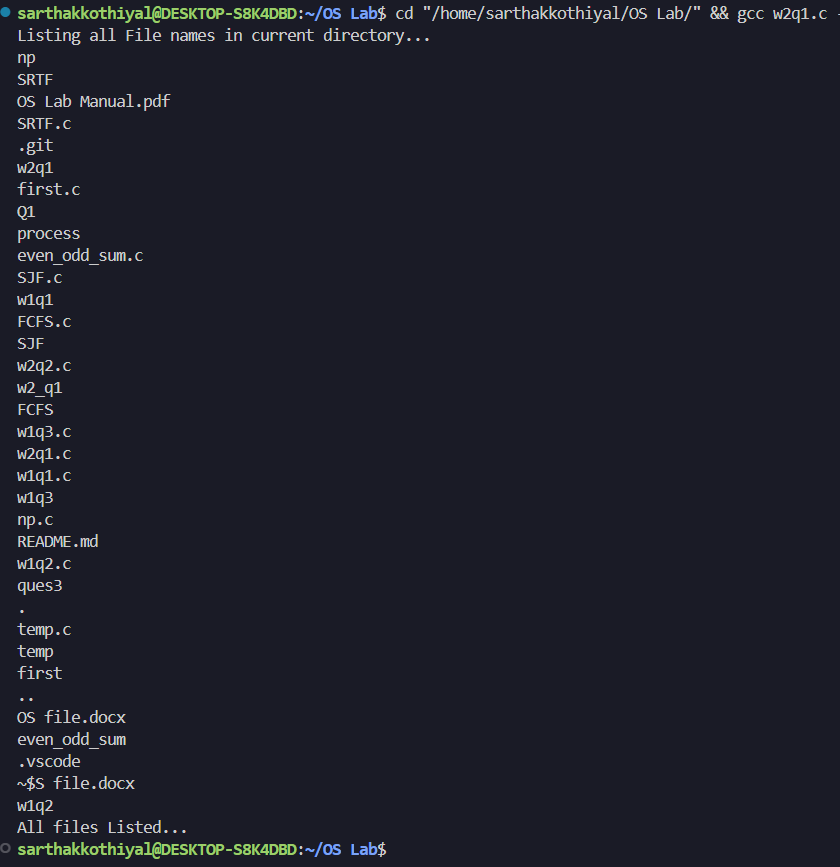 sarthakkothiyal@DESKTOP-S8K4DBD:~/OS Lab$ cd "/home/sarthakkothiyal/OS Lab/" && gcc w2q1.c -
Listing all File names in current directory...
np
SRTF
OS Lab Manual.pdf
SRTF.c
.git
w2q1
first.c
Q1
process
even_odd_sum.c
SJF.c
w1q1
FCFS.c
SJF
w2q2.c
w2_q1
FCFS
w1q3.c
w2q1.c
w1q1.c
w1q3
np.c
README.md
w1q2.c
ques3
.
temp.c
temp
first
..
OS file.docx
even_odd_sum
.vscode
~$S file.docx
w1q2
All files Listed...
sarthakkothiyal@DESKTOP-S8K4DBD:~/OS Lab$